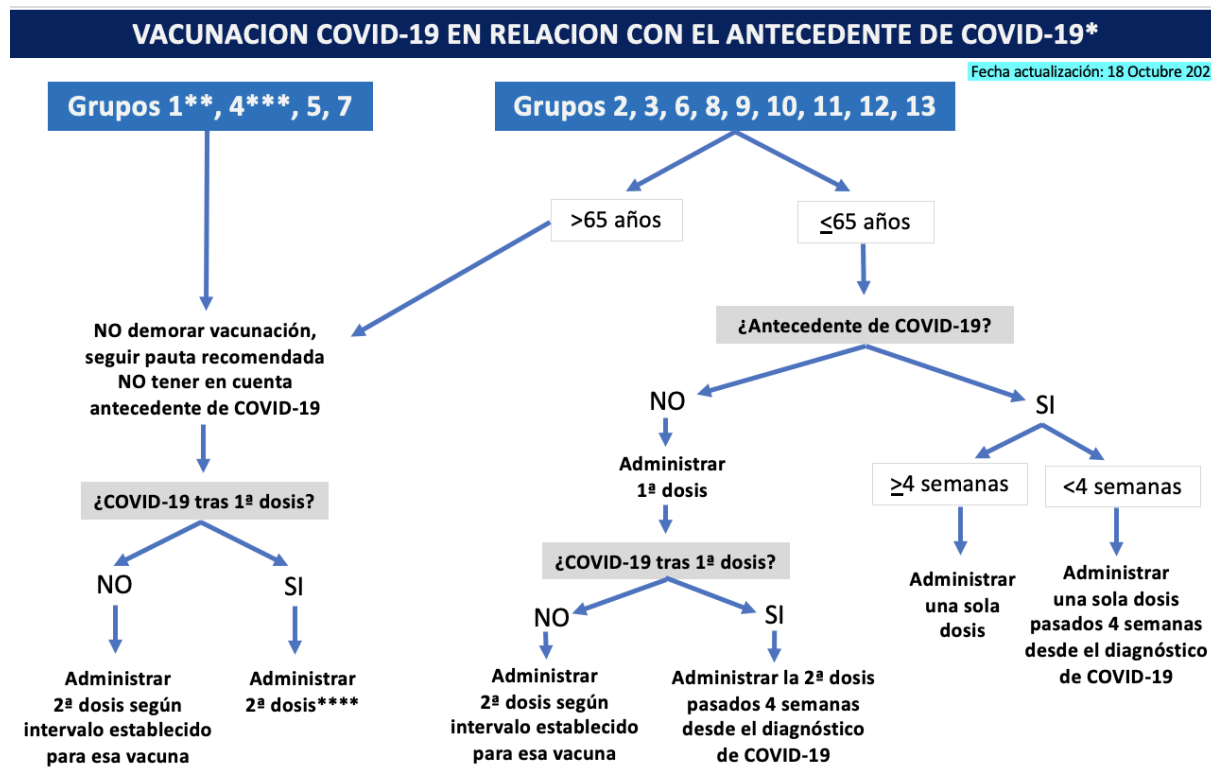 VACUNACION COVID-19 EN RELACION CON EL ANTECEDENTE DE COVID-19*
Fecha actualización: 18 Octubre 202
Grupos 1**, 4***, 5, 7
Grupos 2, 3, 6, 8, 9, 10, 11, 12, 13
>65 años
≤65 años
NO demorar vacunación,
seguir pauta recomendada
NO tener en cuenta
antecedente de COVID-19
¿Antecedente de COVID-19?
NO
SI
Administrar
1ª dosis
≥4 semanas
<4 semanas
¿COVID-19 tras 1ª dosis?
¿COVID-19 tras 1ª dosis?
Administrar
una sola
dosis
Administrar
una sola dosis
pasados 4 semanas
desde el diagnóstico
de COVID-19
NO
SI
NO
SI
Administrar
2ª dosis según
intervalo establecido
para esa vacuna
Administrar
2ª dosis****
Administrar
2ª dosis según
intervalo establecido
para esa vacuna
Administrar la 2ª dosis
pasados 4 semanas
desde el diagnóstico
de COVID-19